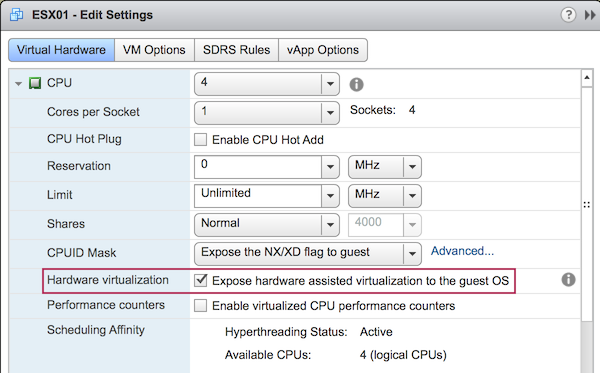 ESX01 - Edit Settings
Virtual Hardware VM Options SDRS Rules vApp Options
CPU 4
Cores per Socket 1 Sockets: 4
CPU Hot Plug Enable CPU Hot Add
Reservation 0 MHz
Limit Unlimited MHz
Shares Normal 4000
CPUID Mask Expose the NX/XD flag to guest Advanced...
Hardware virtualization Expose hardware assisted virtualization to the guest OS
Performance counters Enable virtualized CPU performance counters
Scheduling Affinity Hyperthreading Status: Active
Available CPUs: 4 (logical CPUs)